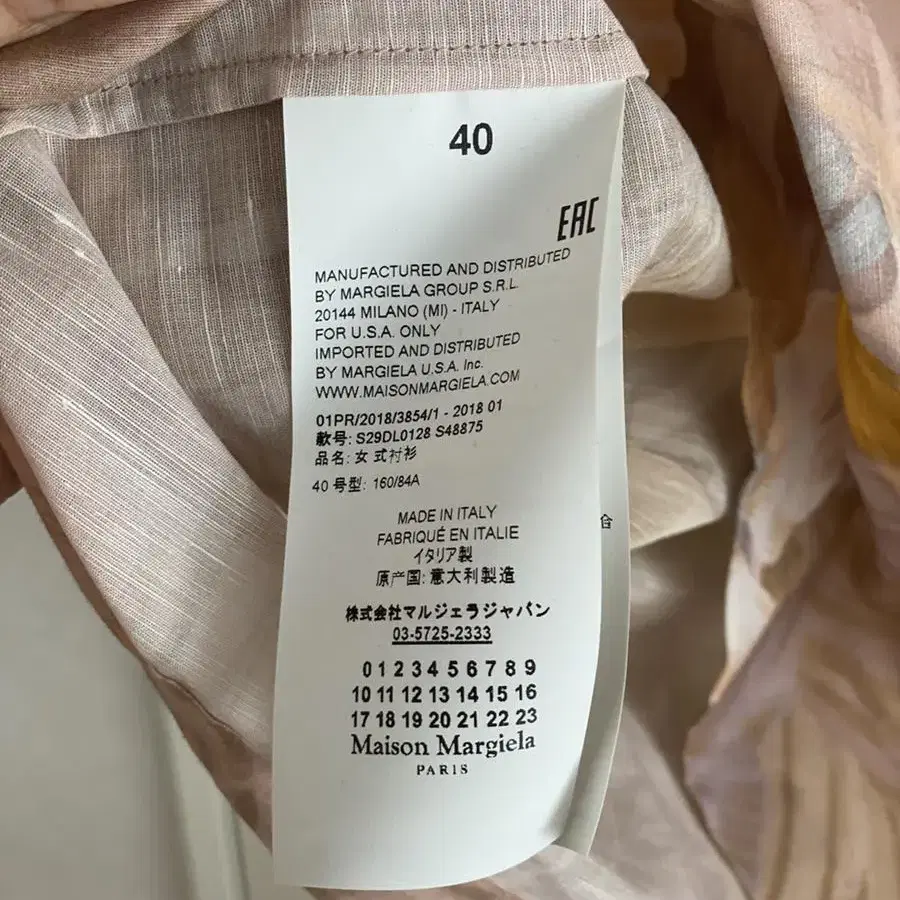 40
EAC
MANUFACTURED AND DISTRIBUTED
BY MARGIELA GROUP S.R.L
20144 MILANO (MI) - ITALY
FOR U.S.A. ONLY
IMPORTED AND DISTRIBUTED
BY MARGIELA U.S.A. Inc.
WWW.MAISONMARGIELA.COM
01PR/2018/3854/1 - 2018 01
款号: S29DL0128 S48875
品名: 女 式衬衫
40 号型: 160/84A
MADE IN ITALY
FABRIQUÉ EN ITALIE
イタリア製
原产国: 意大利製造
株式会社マルジェラジャパン
03-5725-2333
0 1 2 3 4 5 6 7 8 9
10 11 12 13 14 15 16
17 18 19 20 21 22 23
Maison Margiela
PARIS